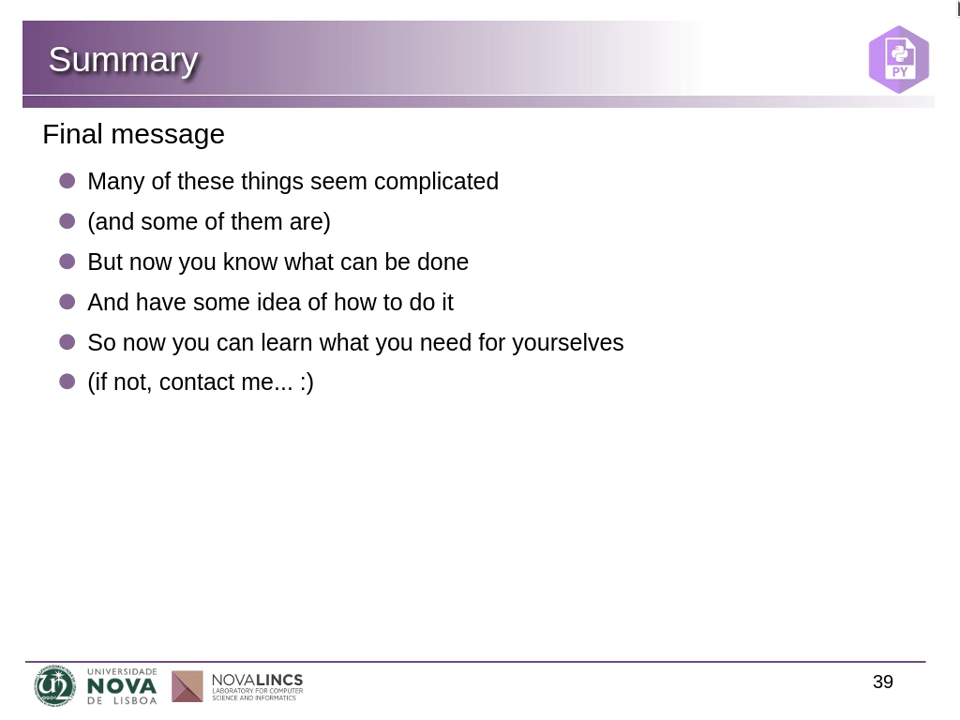 Summary
PY
Final message
Many of these things seem complicated
(and some of them are)
But now you know what can be done
And have some idea of how to do it
So now you can learn what you need for yourselves
(if not, contact me... :)
UNIVERSIDADE
NOVA
DE LISBOA
NOVALINCS
LABORATORY FOR COMPUTER
SCIENCE AND INFORMATICS
39